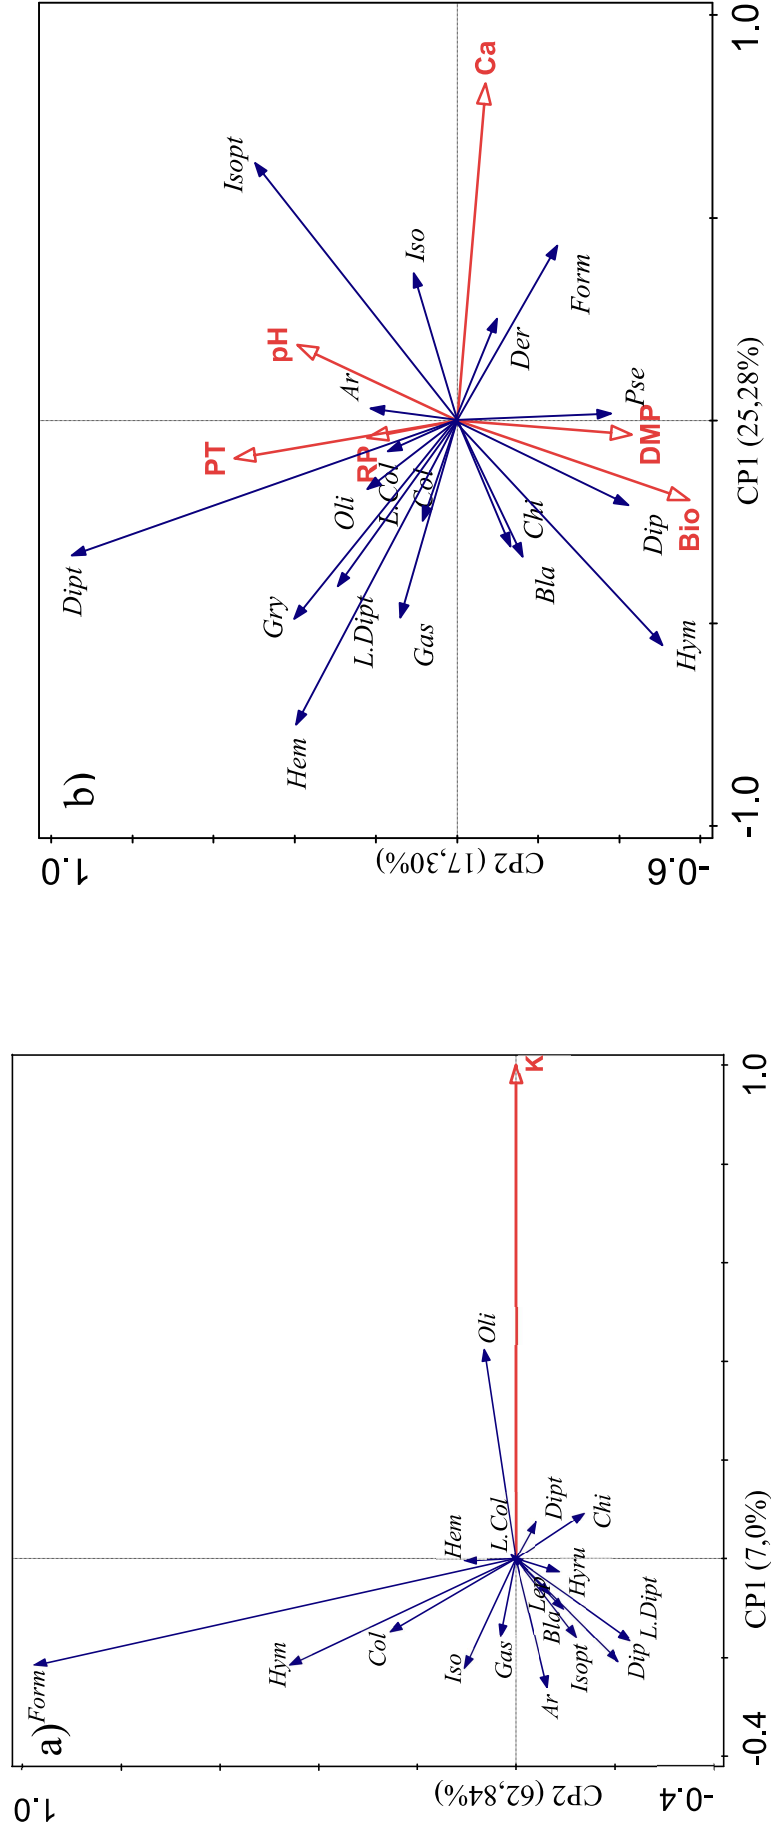 a)
1.0
Form
Hym
Col
Hem
Iso
Gas
L.Col
Oli
K
Ar
Lep
Dipt
Bla
Hyru
Chi
Isopt
Dip
L.Dipt
-0.4
CP2 (62,84%)
-0.4
1.0
CP1 (7,0%)
b)
1.0
Dipt
Isopt
PT
pH
Gry
Hem
Oli
Ar
RP
L.Dipt
L.Col
Iso
Col
Gas
Ca
Der
Chi
Bla
Form
Pse
DMP
Dip
Bio
Hym
-0.6
CP2 (17,30%)
-1.0
1.0
CP1 (25,28%)